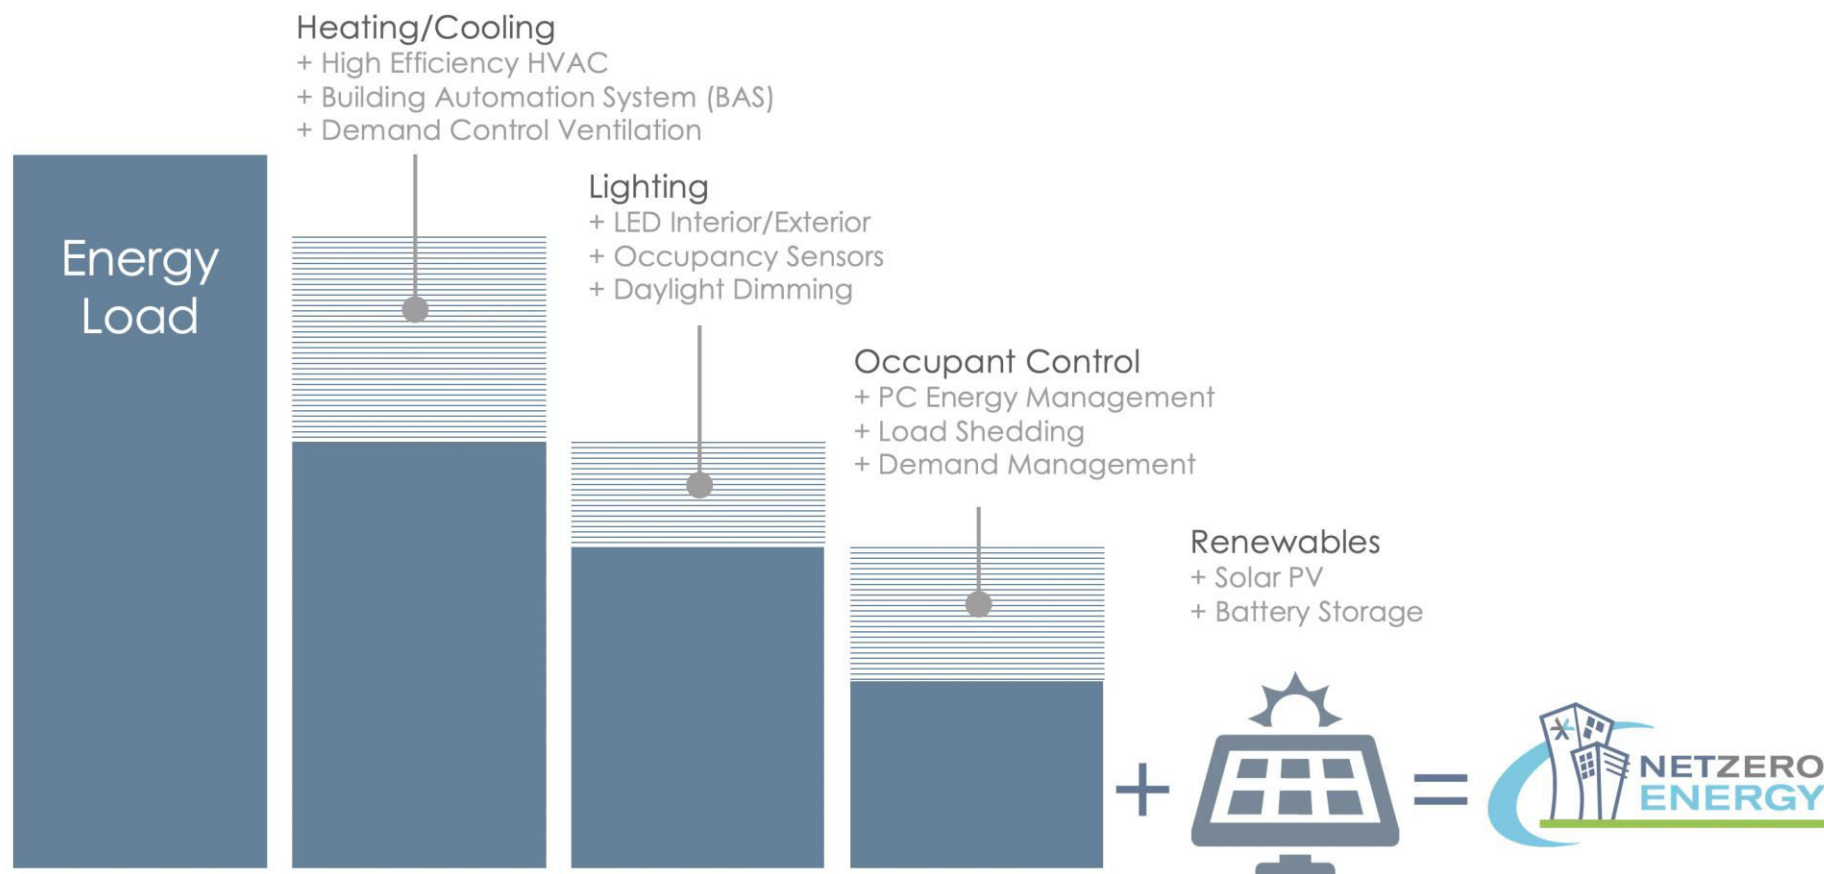 Heating/Cooling
+ High Efficiency HVAC
+ Building Automation System (BAS)
+ Demand Control Ventilation
Energy
Load
Lighting
+ LED Interior/Exterior
+ Occupancy Sensors
+ Daylight Dimming
Occupant Control
+ PC Energy Management
+ Load Shedding
+ Demand Management
Renewables
+ Solar PV
+ Battery Storage
+
=
NETZERO
ENERGY